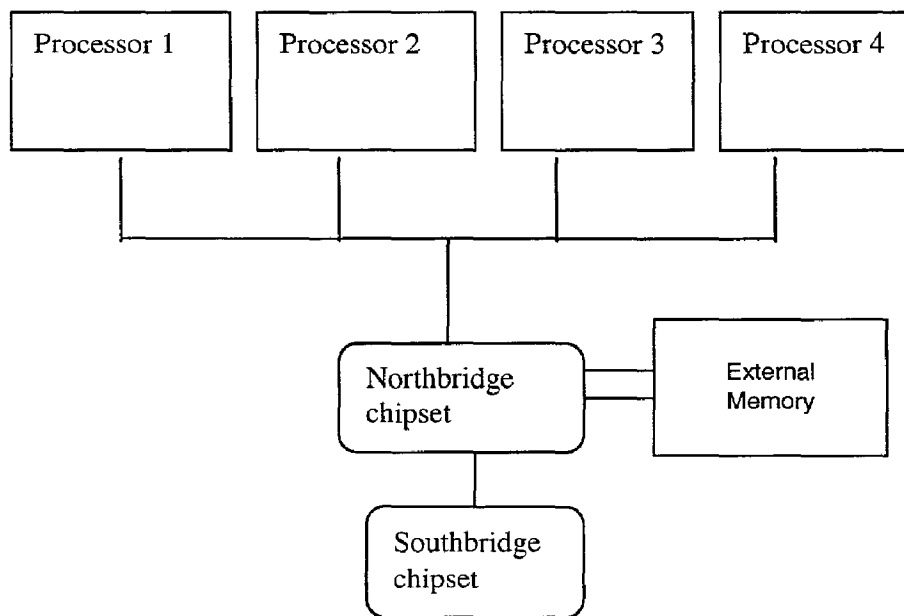 Processor 1
Processor 2
Processor 3
Processor 4
Northbridge
chipset
External
Memory
Southbridge
chipset